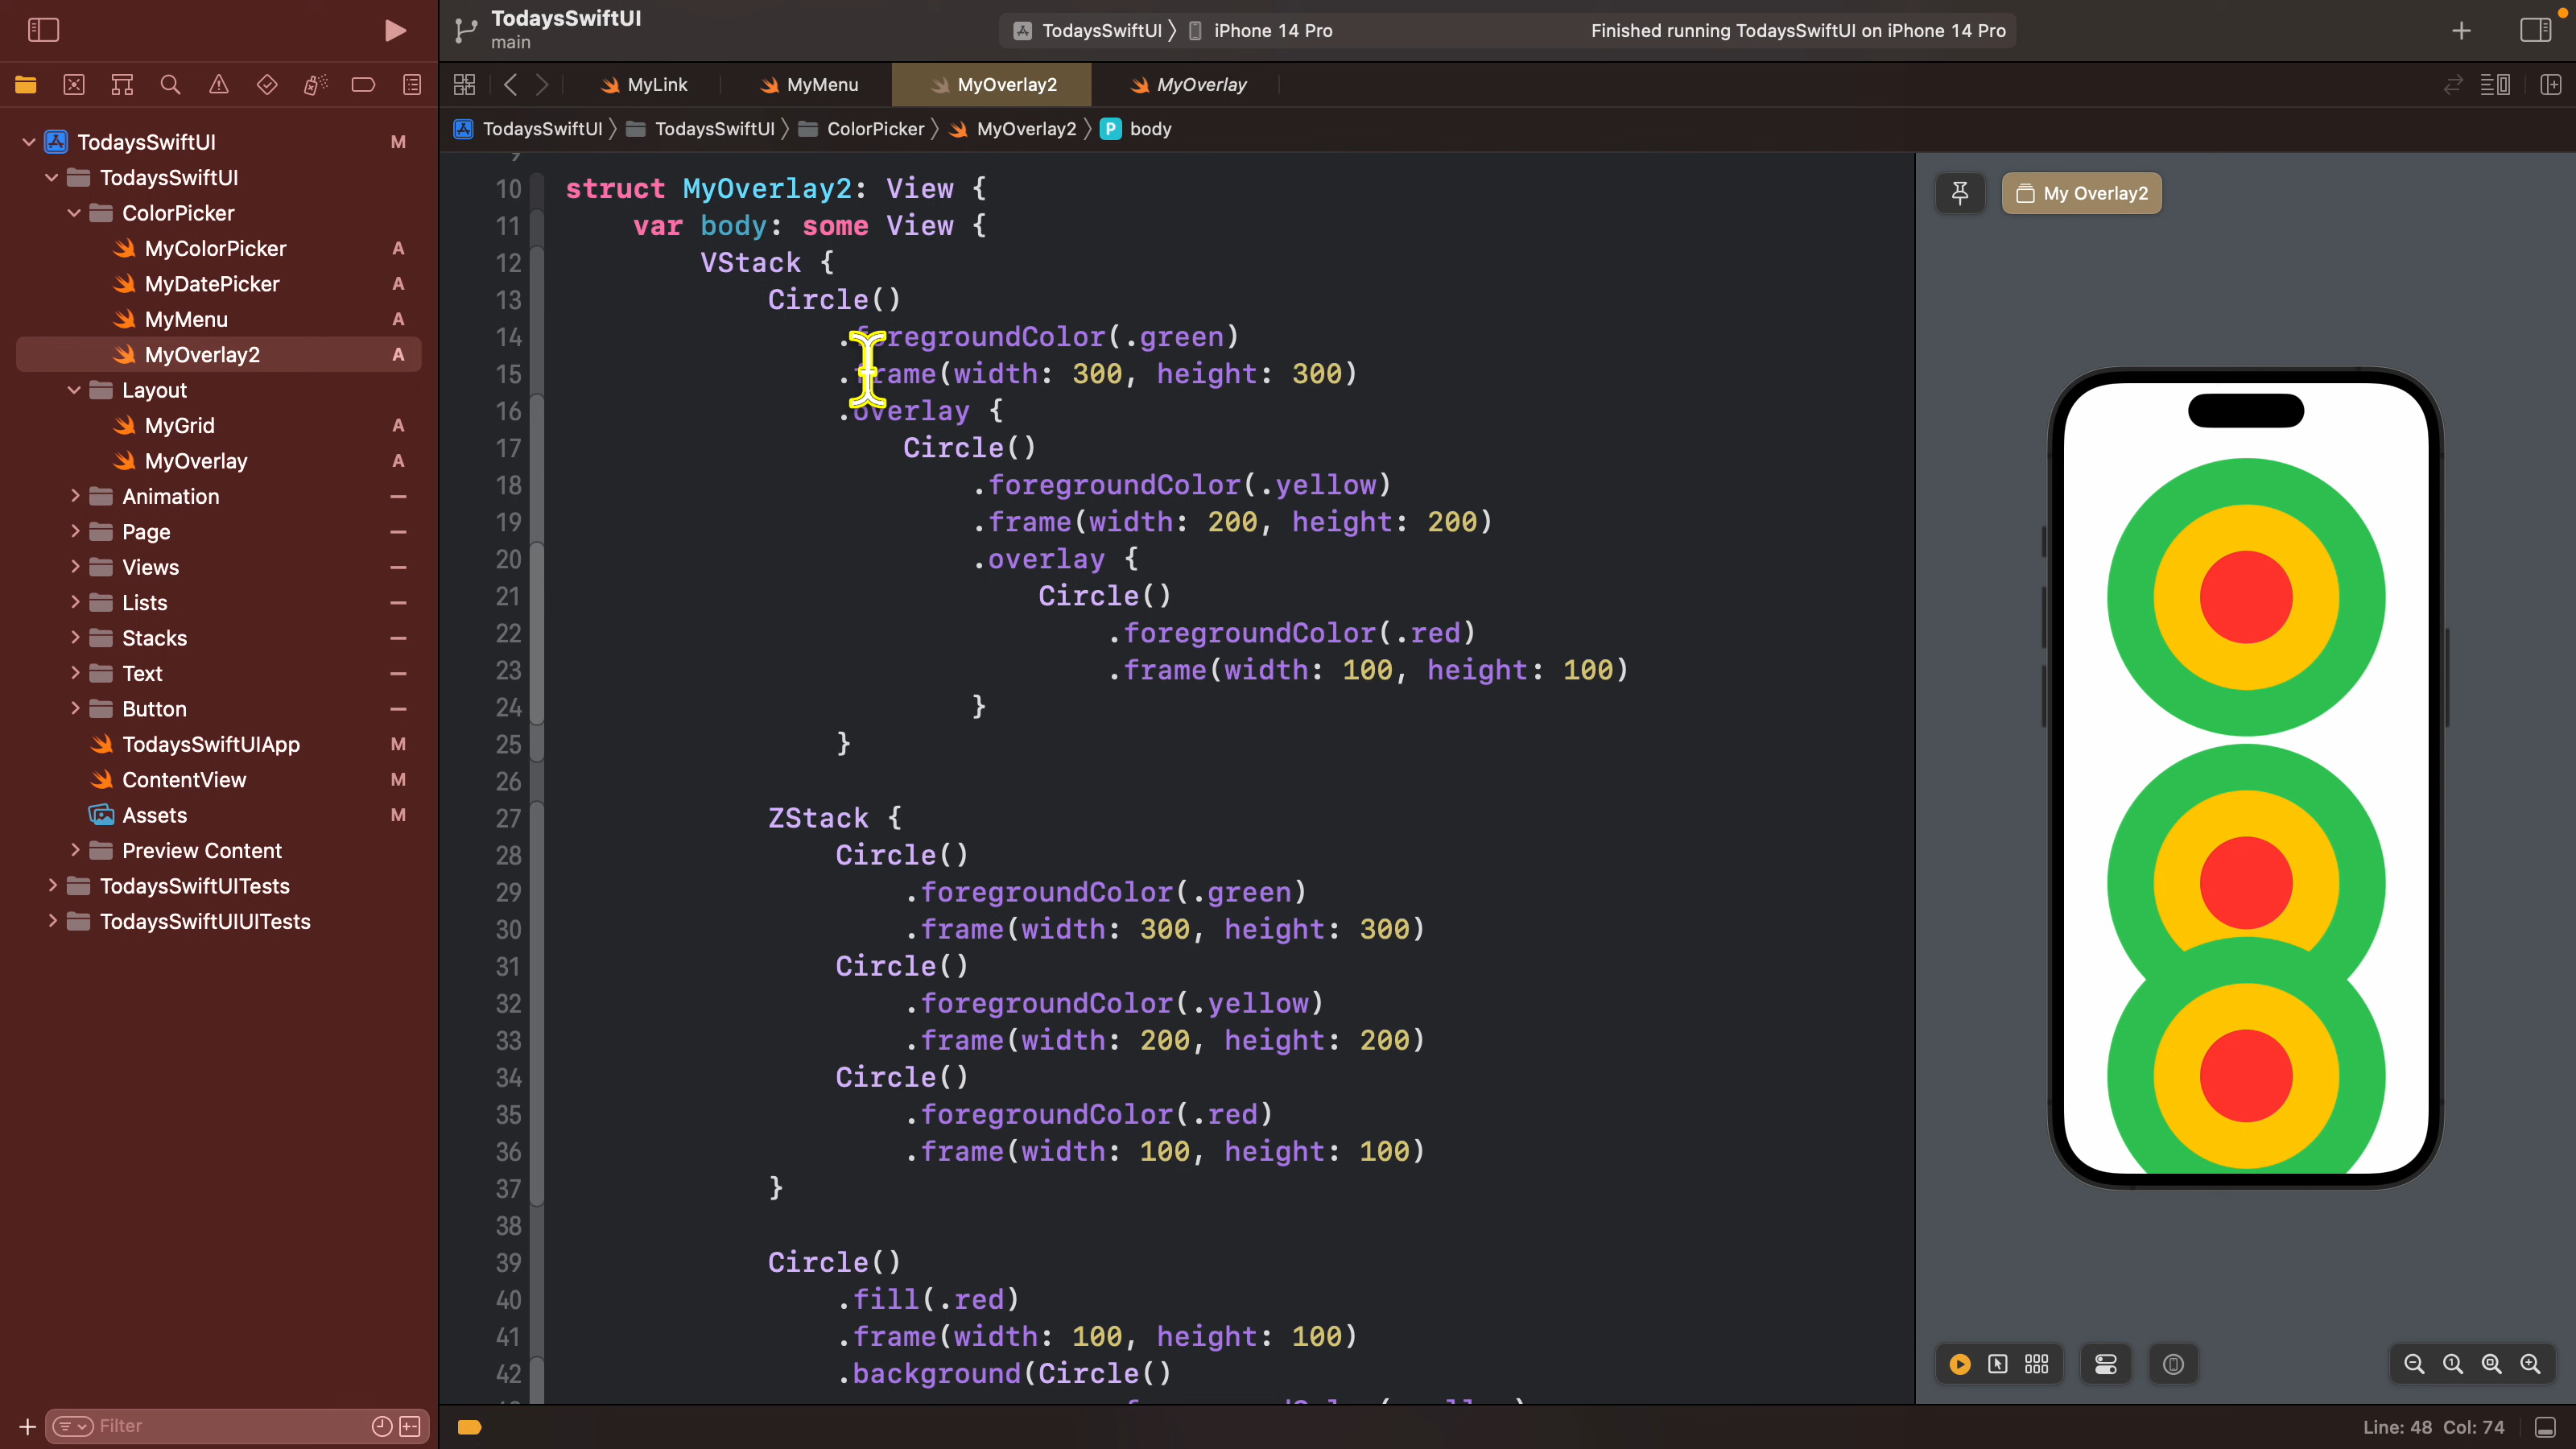 TodaysSwiftUI
main
TodaysSwiftUI
iPhone 14 Pro
Finished running TodaysSwiftUI on iPhone 14 Pro
MyLink
MyMenu
MyOverlay2
MyOverlay
TodaysSwiftUI
TodaysSwiftUI
ColorPicker
MyOverlay2
P body
TodaysSwiftUI M
TodaysSwiftUI
ColorPicker
MyColorPicker A
MyDatePicker A
MyMenu A
MyOverlay2 A
Layout
MyGrid A
MyOverlay A
Animation
Page
Views
Lists
Stacks
Text
Button
TodaysSwiftUIApp M
ContentView M
Assets M
Preview Content
TodaysSwiftUITests
TodaysSwiftUIUITests
Filter
10 struct MyOverlay2: View {
11 var body: some View {
12 VStack {
13 Circle()
14 .foregroundColor(.green)
15 .frame(width: 300, height: 300)
16 .overlay {
17 Circle()
18 .foregroundColor(.yellow)
19 .frame(width: 200, height: 200)
20 .overlay {
21 Circle()
22 .foregroundColor(.red)
23 .frame(width: 100, height: 100)
24 }
25 }
26
27 ZStack {
28 Circle()
29 .foregroundColor(.green)
30 .frame(width: 300, height: 300)
31 Circle()
32 .foregroundColor(.yellow)
33 .frame(width: 200, height: 200)
34 Circle()
35 .foregroundColor(.red)
36 .frame(width: 100, height: 100)
37 }
38
39 Circle()
40 .fill(.red)
41 .frame(width: 100, height: 100)
42 .background(Circle()
My Overlay2
Line: 48 Col: 74